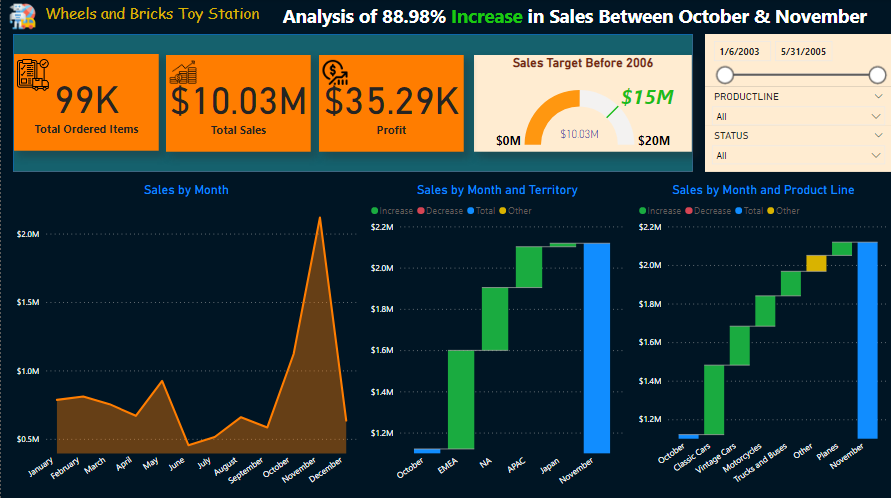 Wheels and Bricks Toy Station
Analysis of 88.98% Increase in Sales Between October & November
99K
Total Ordered Items
$10.03M
Total Sales
$35.29K
Profit
Sales Target Before 2006
$15M
$10.03M
$0M
$20M
1/6/2003 5/31/2005
PRODUCTLINE
All
STATUS
All
Sales by Month
$2.0M
$1.5M
$1.0M
$0.5M
January
February
March
April
May
June
July
August
September
October
November
December
Sales by Month and Territory
Increase Decrease Total Other
$2.2M
$2.0M
$1.8M
$1.6M
$1.4M
$1.2M
October
EMEA
NA
APAC
Japan
November
Sales by Month and Product Line
Increase Decrease Total Other
$2.2M
$2.0M
$1.8M
$1.6M
$1.4M
$1.2M
October
Classic Cars
Vintage Cars
Motorcycles
Trucks and Buses
Other
Planes
November